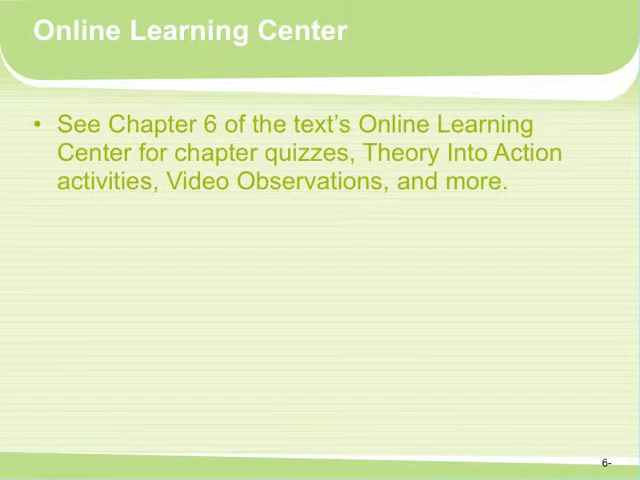 Online Learning Center
• See Chapter 6 of the text’s Online Learning
Center for chapter quizzes, Theory Into Action
activities, Video Observations, and more.
6-